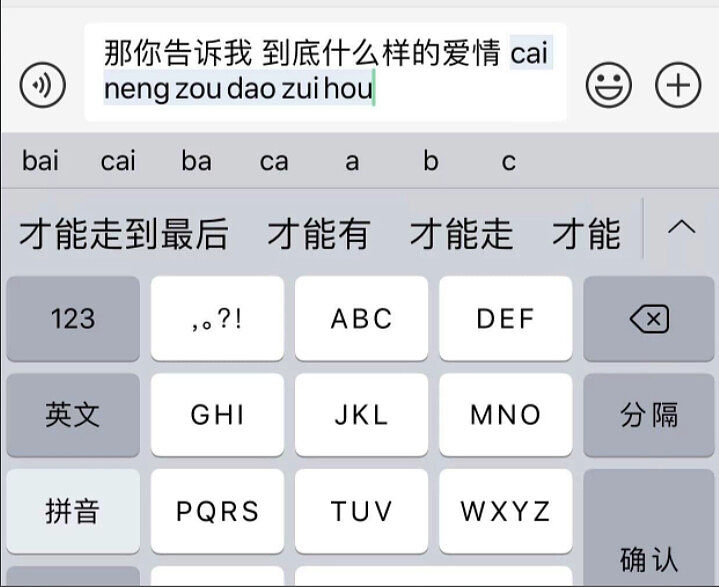 那你告诉我 到底什么样的爱情 cai
neng zou dao zui hou
bai cai ba ca a b c
才能走到最后 才能有 才能走 才能
123 ,。?! ABC DEF
英文 GHI JKL MNO 分隔
拼音 PQRS TUV WXYZ
确认